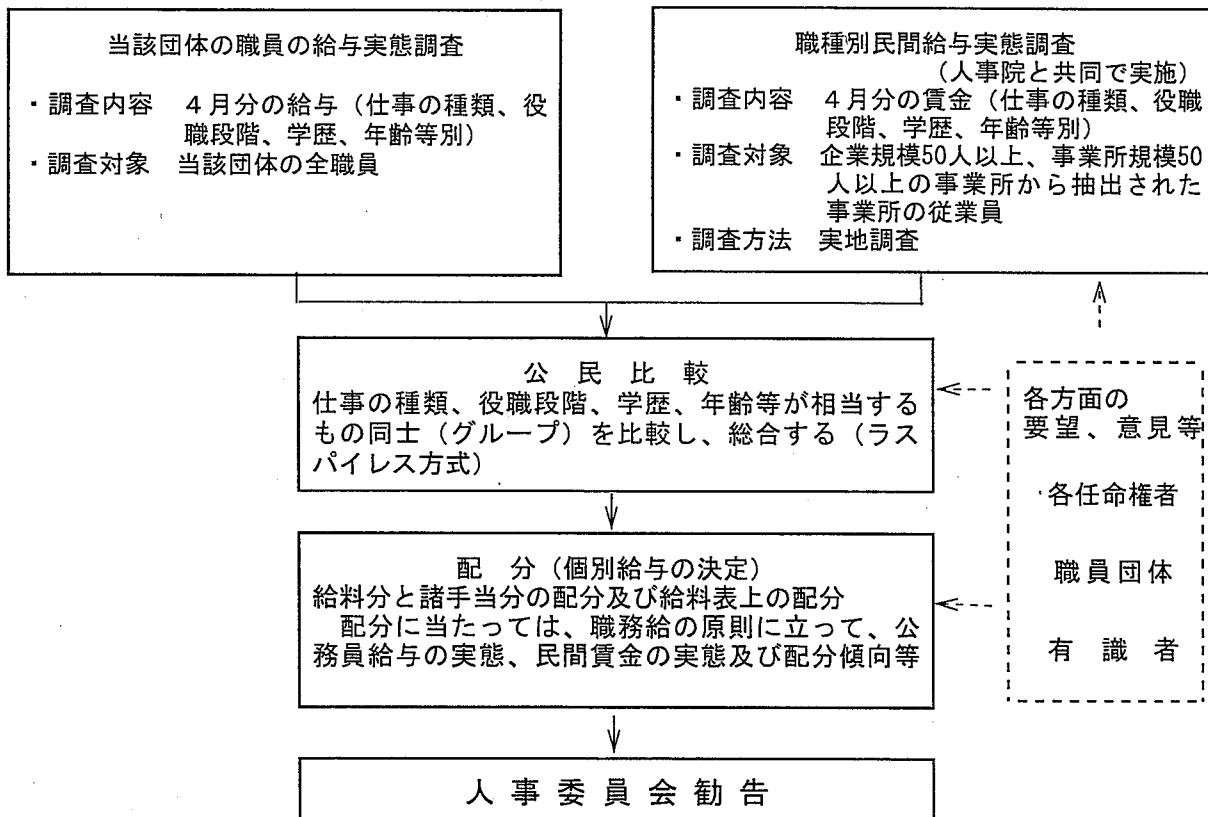 当該団体の職員の給与実態調査
・調査内容 4月分の給与(仕事の種類、役
職段階、学歴、年齢等別)
・調査対象 当該団体の全職員
職種別民間給与実態調査
(人事院と共同で実施)
・調査内容 4月分の賃金(仕事の種類、役職
段階、学歴、年齢等別)
・調査対象 企業規模50人以上、事業所規模50
人以上の事業所から抽出された
事業所の従業員
・調査方法 実地調査
公民比較
仕事の種類、役職段階、学歴、年齢等が相当する
もの同士(グループ)を比較し、総合する(ラス
パイレス方式)
各方面の
要望、意見等
各任命権者
職員団体
有識者
配 分(個別給与の決定)
給料分と諸手当分の配分及び給料表上の配分
配分に当たっては、職務給の原則に立って、公
務員給与の実態、民間賃金の実態及び配分傾向等
人事委員会勧告